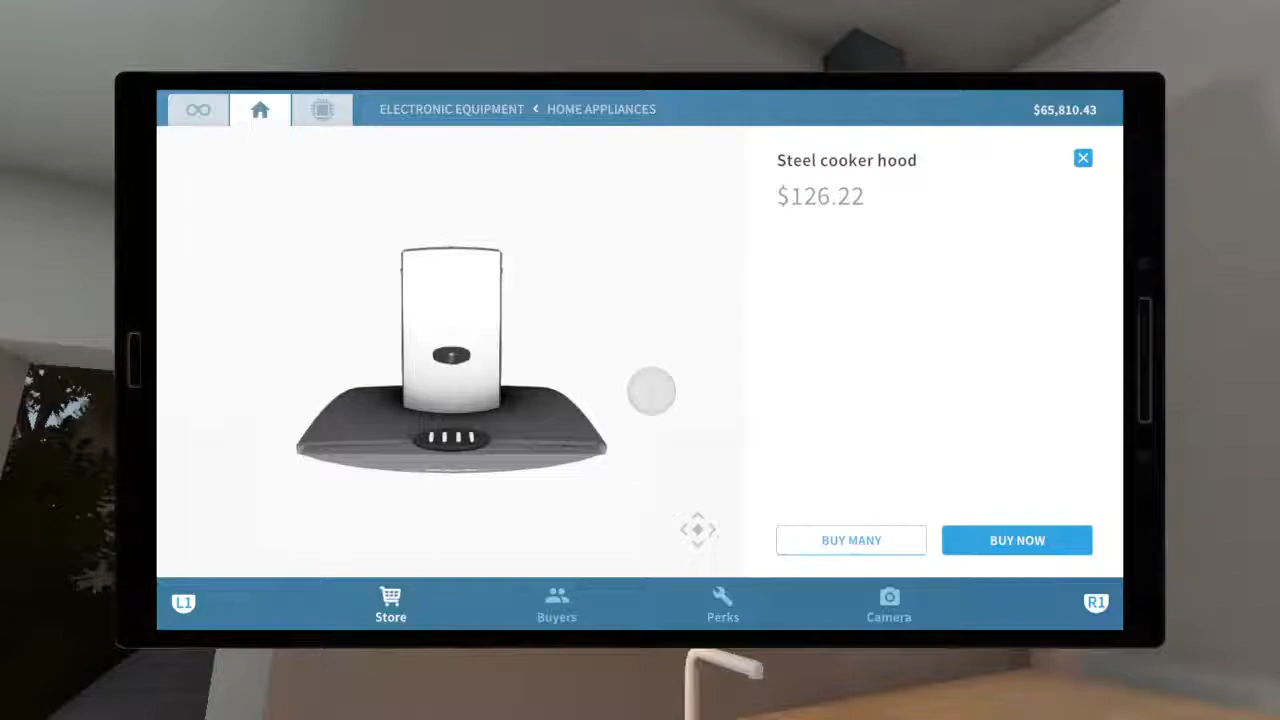 ELECTRONIC EQUIPMENT < HOME APPLIANCES
$65,810.43
Steel cooker hood
$126.22
BUY MANY
BUY NOW
L1
Store
Buyers
Perks
Camera
R1